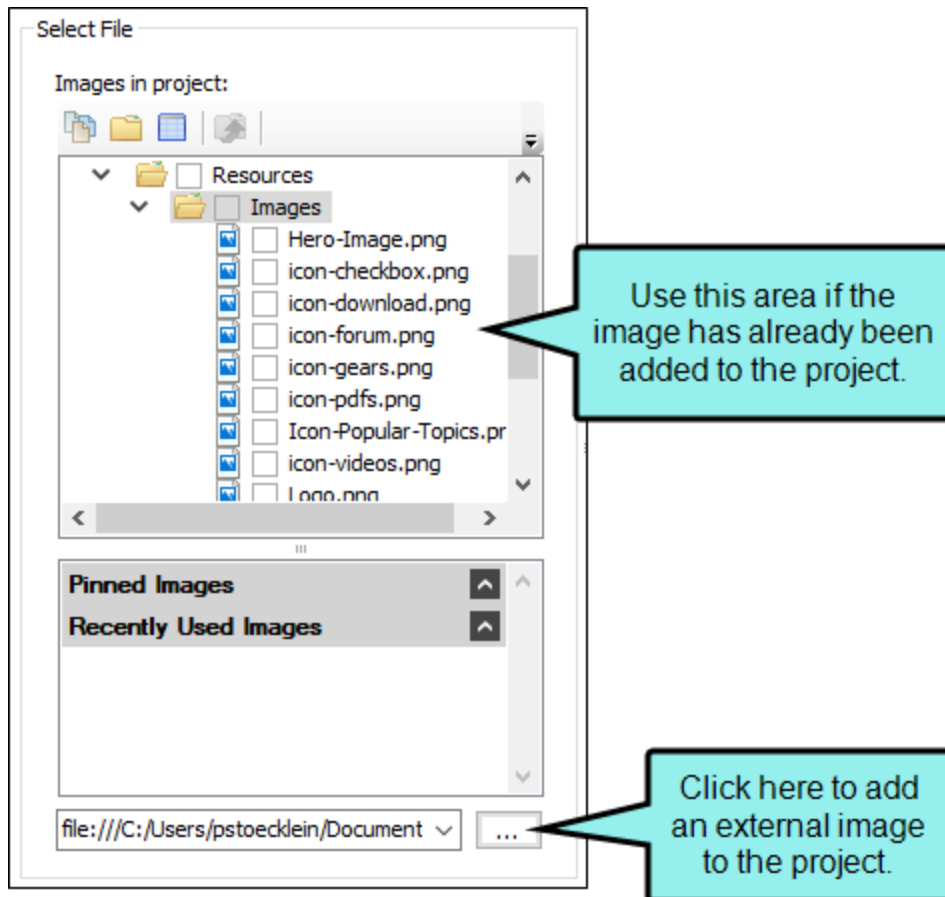 Select File
Images in project:
Resources
Images
Hero-Image.png
icon-checkbox.png
icon-download.png
icon-forum.png
icon-gears.png
icon-pdfs.png
Icon-Popular-Topics.pr
icon-videos.png
Logo.png
Use this area if the
image has already been
added to the project.
Pinned Images
Recently Used Images
file:///C:/Users/pstoecklein/Document
...
Click here to add
an external image
to the project.